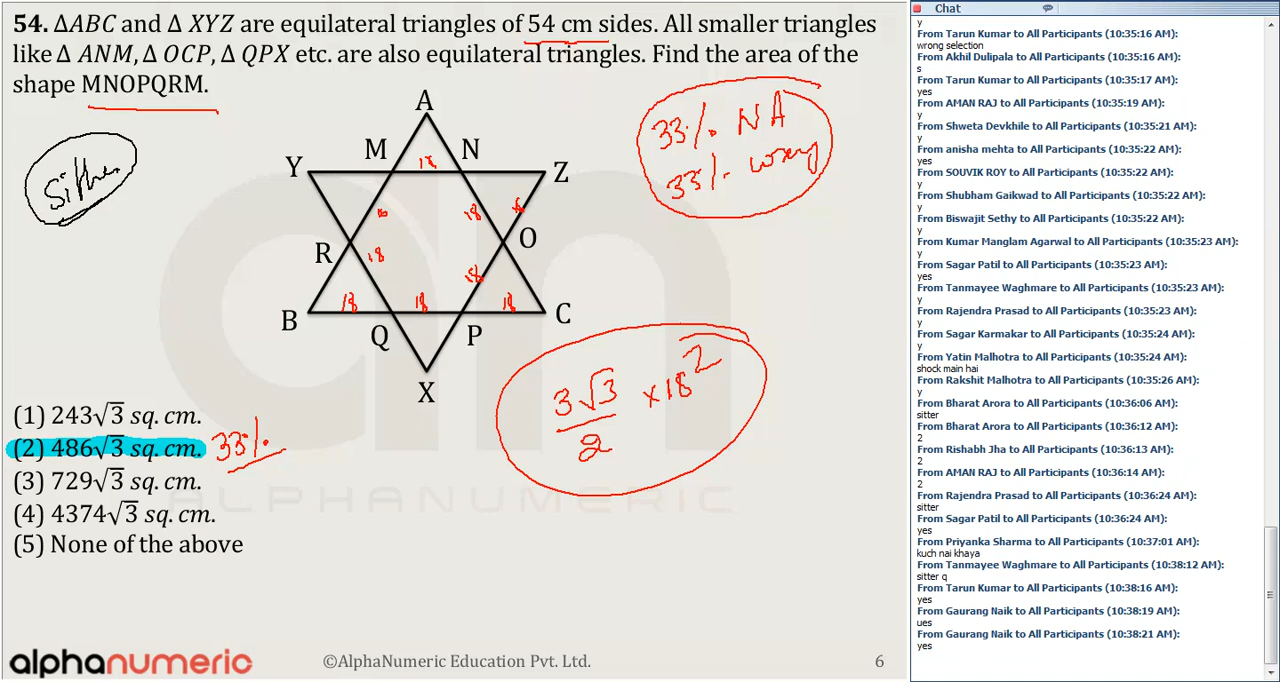 54. ΔABC and Δ XYZ are equilateral triangles of 54 cm sides. All smaller triangles
like Δ ANM, Δ OCP, Δ QPX etc. are also equilateral triangles. Find the area of the
shape MNOPQRM.
33% NA
33% wrong
Sitter
A
M N
Y Z
18
18
R O
18
18
18 18 18
B C
Q P
X
3√3/2 × 18²
(1) 243√3 sq. cm.
(2) 486√3 sq. cm. 33%
(3) 729√3 sq. cm.
(4) 4374√3 sq. cm.
(5) None of the above
ALPHANUMERIC
alphanumeric
©AlphaNumeric Education Pvt. Ltd.
6
Chat
y
From Tarun Kumar to All Participants (10:35:16 AM):
wrong selection
From Akhil Dulipala to All Participants (10:35:16 AM):
s
From Tarun Kumar to All Participants (10:35:17 AM):
yes
From AMAN RAJ to All Participants (10:35:19 AM):
y
From Shweta Devkhile to All Participants (10:35:21 AM):
y
From anisha mehta to All Participants (10:35:22 AM):
yes
From SOUVIK ROY to All Participants (10:35:22 AM):
y
From Shubham Gaikwad to All Participants (10:35:22 AM):
y
From Biswajit Sethy to All Participants (10:35:22 AM):
y
From Kumar Manglam Agarwal to All Participants (10:35:23 AM):
y
From Sagar Patil to All Participants (10:35:23 AM):
yes
From Tanmayee Waghmare to All Participants (10:35:23 AM):
y
From Rajendra Prasad to All Participants (10:35:23 AM):
y
From Sagar Karmakar to All Participants (10:35:24 AM):
y
From Yatin Malhotra to All Participants (10:35:24 AM):
shock main hai
From Rakshit Malhotra to All Participants (10:35:26 AM):
y
From Bharat Arora to All Participants (10:36:06 AM):
sitter
From Bharat Arora to All Participants (10:36:12 AM):
2
From Rishabh Jha to All Participants (10:36:13 AM):
2
From AMAN RAJ to All Participants (10:36:14 AM):
2
From Rajendra Prasad to All Participants (10:36:24 AM):
sitter
From Sagar Patil to All Participants (10:36:24 AM):
yes
From Priyanka Sharma to All Participants (10:37:01 AM):
kuch nai khaya
From Tanmayee Waghmare to All Participants (10:38:12 AM):
sitter q
From Tarun Kumar to All Participants (10:38:16 AM):
yes
From Gaurang Naik to All Participants (10:38:19 AM):
ues
From Gaurang Naik to All Participants (10:38:21 AM):
yes